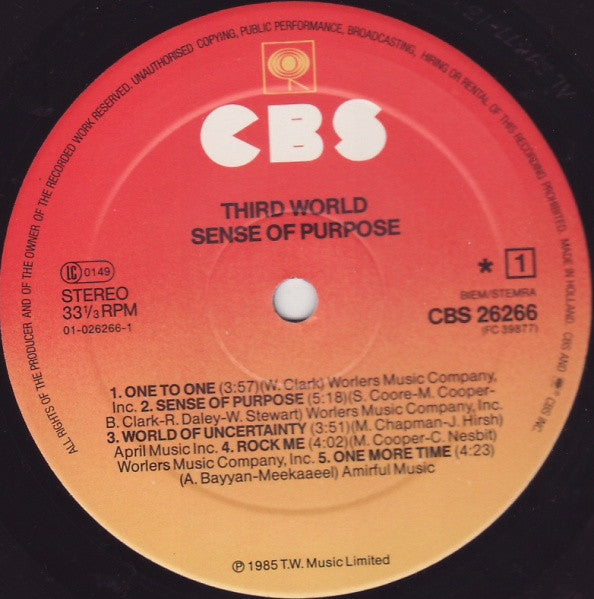 ALL RIGHTS OF THE PRODUCER AND OF THE OWNER OF THE RECORDED WORK RESERVED. UNAUTHORISED COPYING, PUBLIC PERFORMANCE, BROADCASTING, HIRING OR RENTAL OF THIS RECORDING PROHIBITED. MADE IN HOLLAND. CBS AND ℗ CBS INC
CBS
THIRD WORLD
SENSE OF PURPOSE
LC 0149
STEREO
33⅓ RPM
01-026266-1
* 1
BIEM/STEMRA
CBS 26266
(FC 39877)
1. ONE TO ONE (3:57)(W. Clark) Worlers Music Company,
Inc. 2. SENSE OF PURPOSE (5:18)(S. Coore-M. Cooper-
B. Clark-R. Daley-W. Stewart) Worlers Music Company, Inc.
3. WORLD OF UNCERTAINTY (3:51)(M. Chapman-J. Hirsh)
April Music Inc. 4. ROCK ME (4:02)(M. Cooper-C. Nesbit)
Worlers Music Company, Inc. 5. ONE MORE TIME (4:23)
(A. Bayyan-Meekaaeel) Amirful Music
℗ 1985 T.W. Music Limited